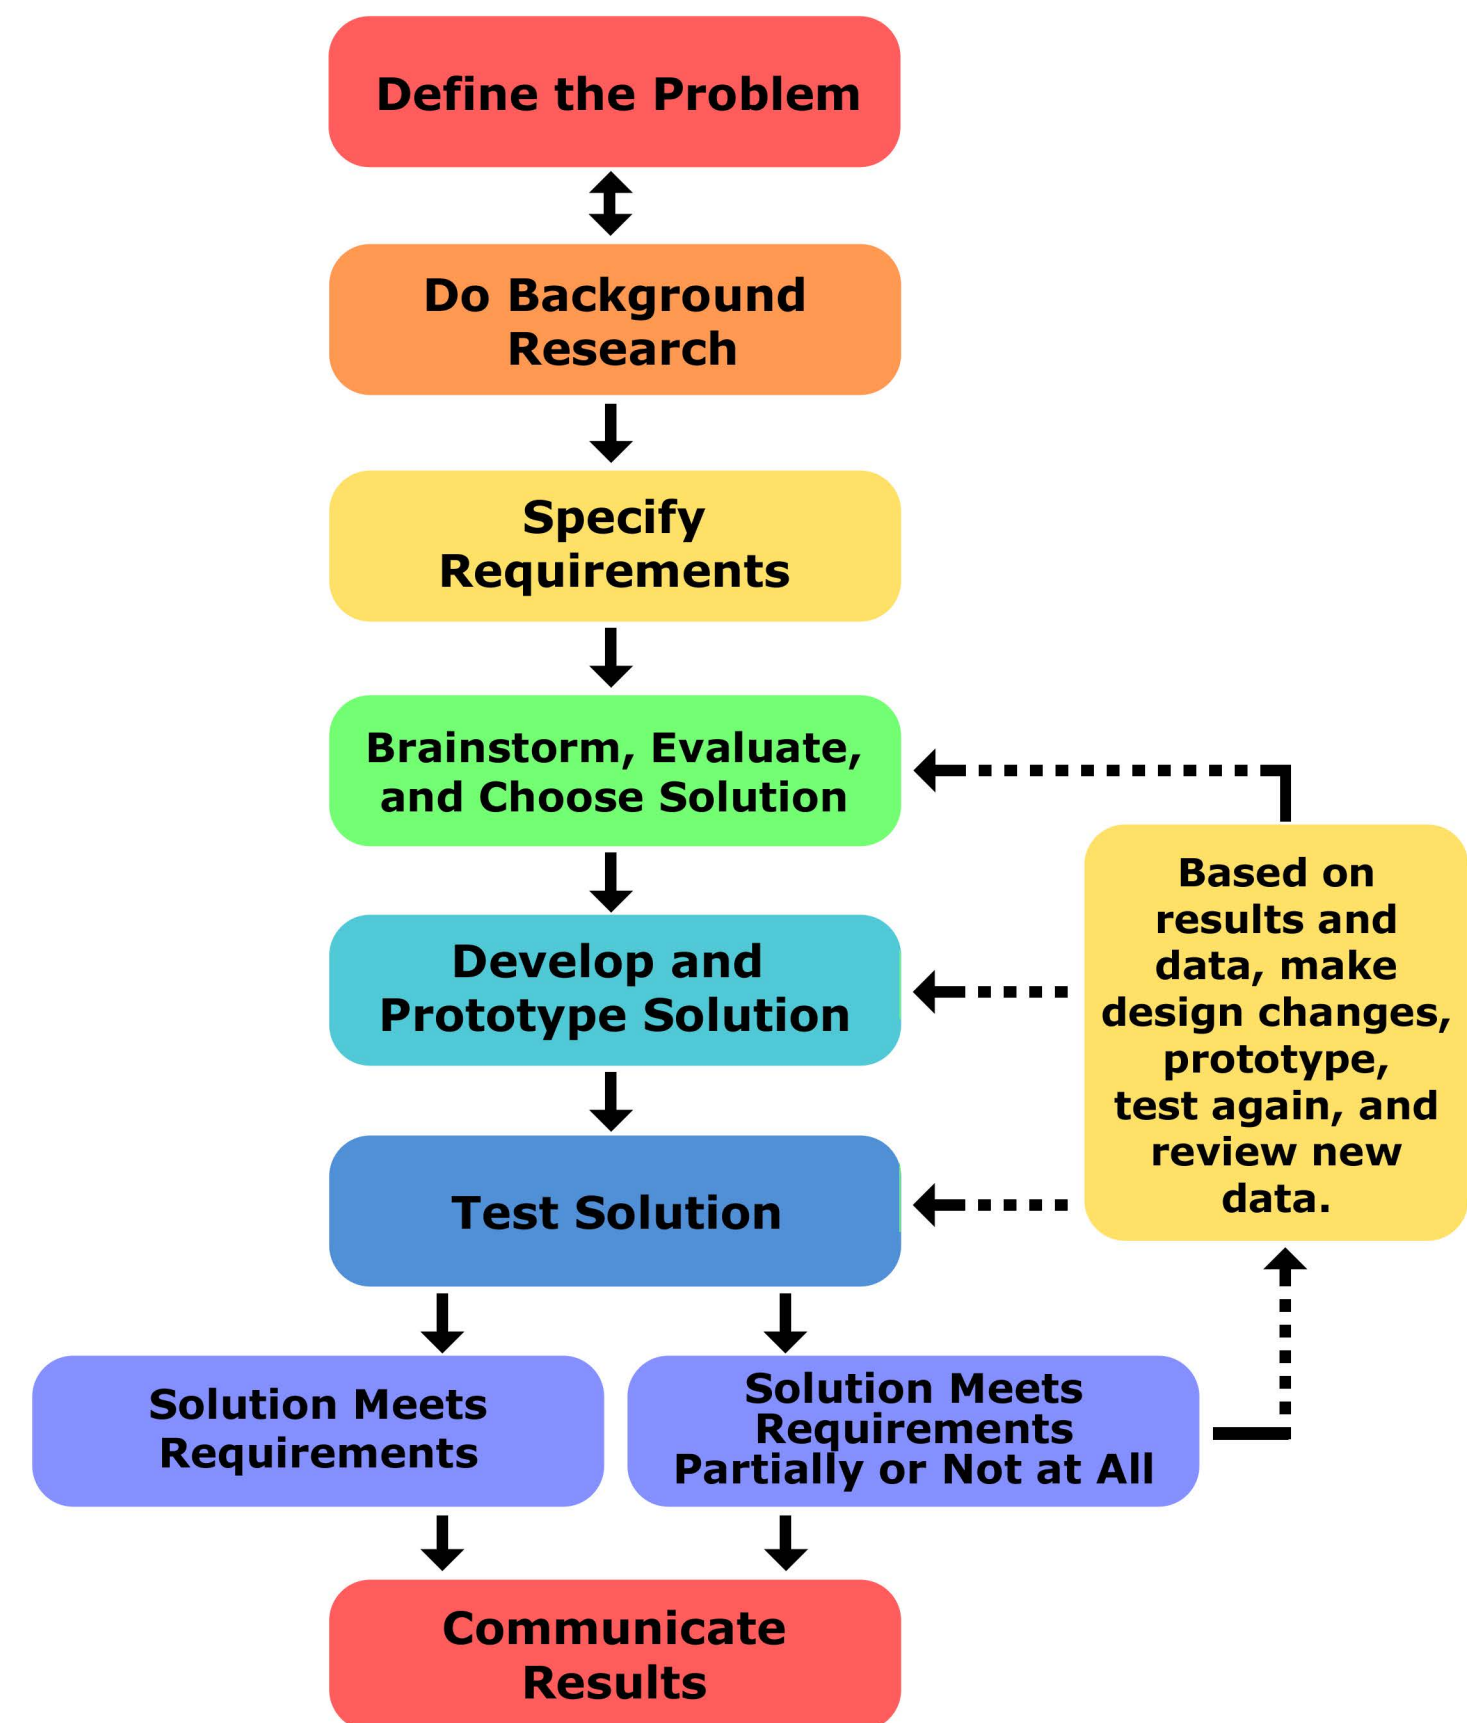 Define the Problem
Do Background
Research
Specify
Requirements
Brainstorm, Evaluate,
and Choose Solution
Develop and
Prototype Solution
Based on
results and
data, make
design changes,
prototype,
test again, and
review new
data.
Test Solution
Solution Meets
Requirements
Solution Meets
Requirements
Partially or Not at All
Communicate
Results